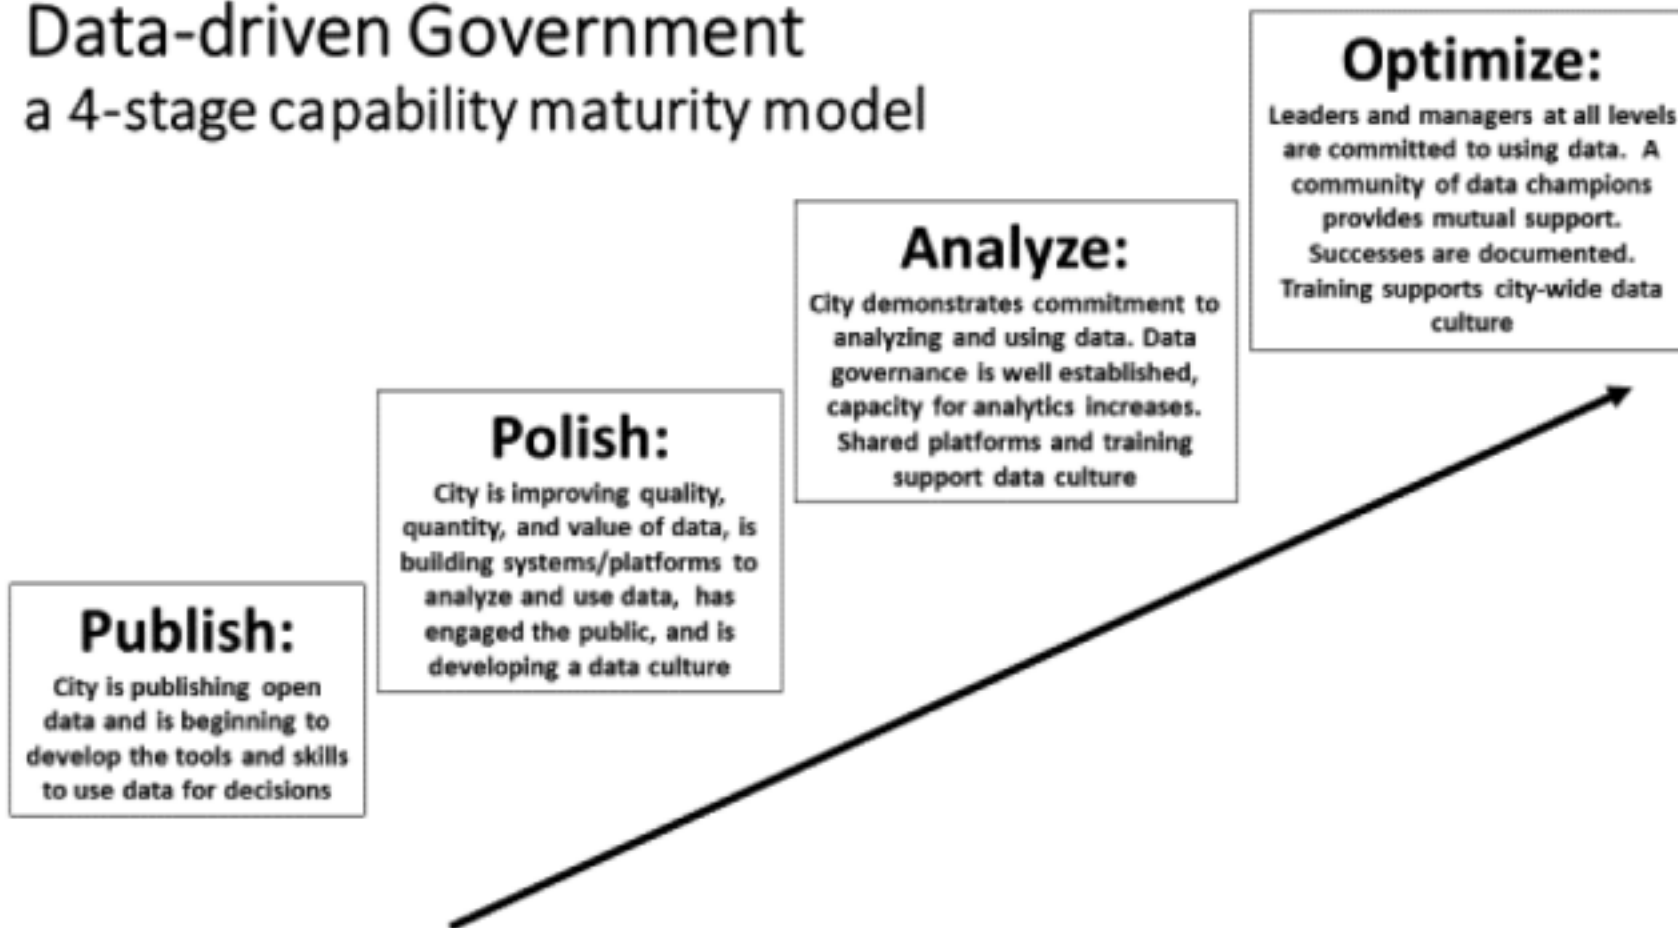 Data-driven Government
a 4-stage capability maturity model
Publish:
City is publishing open
data and is beginning to
develop the tools and skills
to use data for decisions
Polish:
City is improving quality,
quantity, and value of data, is
building systems/platforms to
analyze and use data, has
engaged the public, and is
developing a data culture
Analyze:
City demonstrates commitment to
analyzing and using data. Data
governance is well established,
capacity for analytics increases.
Shared platforms and training
support data culture
Optimize:
Leaders and managers at all levels
are committed to using data. A
community of data champions
provides mutual support.
Successes are documented.
Training supports city-wide data
culture